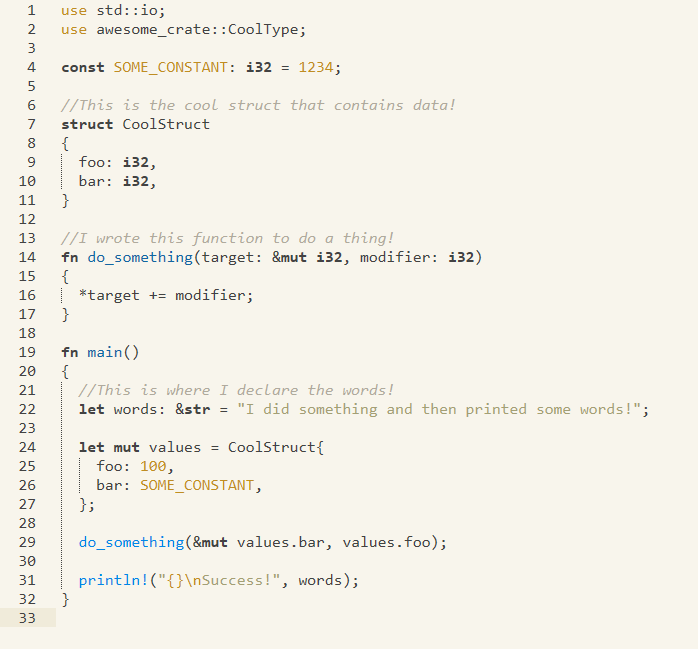 1 use std::io;
2 use awesome_crate::CoolType;
3
4 const SOME_CONSTANT: i32 = 1234;
5
6 //This is the cool struct that contains data!
7 struct CoolStruct
8 {
9 foo: i32,
10 bar: i32,
11 }
12
13 //I wrote this function to do a thing!
14 fn do_something(target: &mut i32, modifier: i32)
15 {
16 *target += modifier;
17 }
18
19 fn main()
20 {
21 //This is where I declare the words!
22 let words: &str = "I did something and then printed some words!";
23
24 let mut values = CoolStruct{
25 foo: 100,
26 bar: SOME_CONSTANT,
27 };
28
29 do_something(&mut values.bar, values.foo);
30
31 println!("{}\nSuccess!", words);
32 }
33